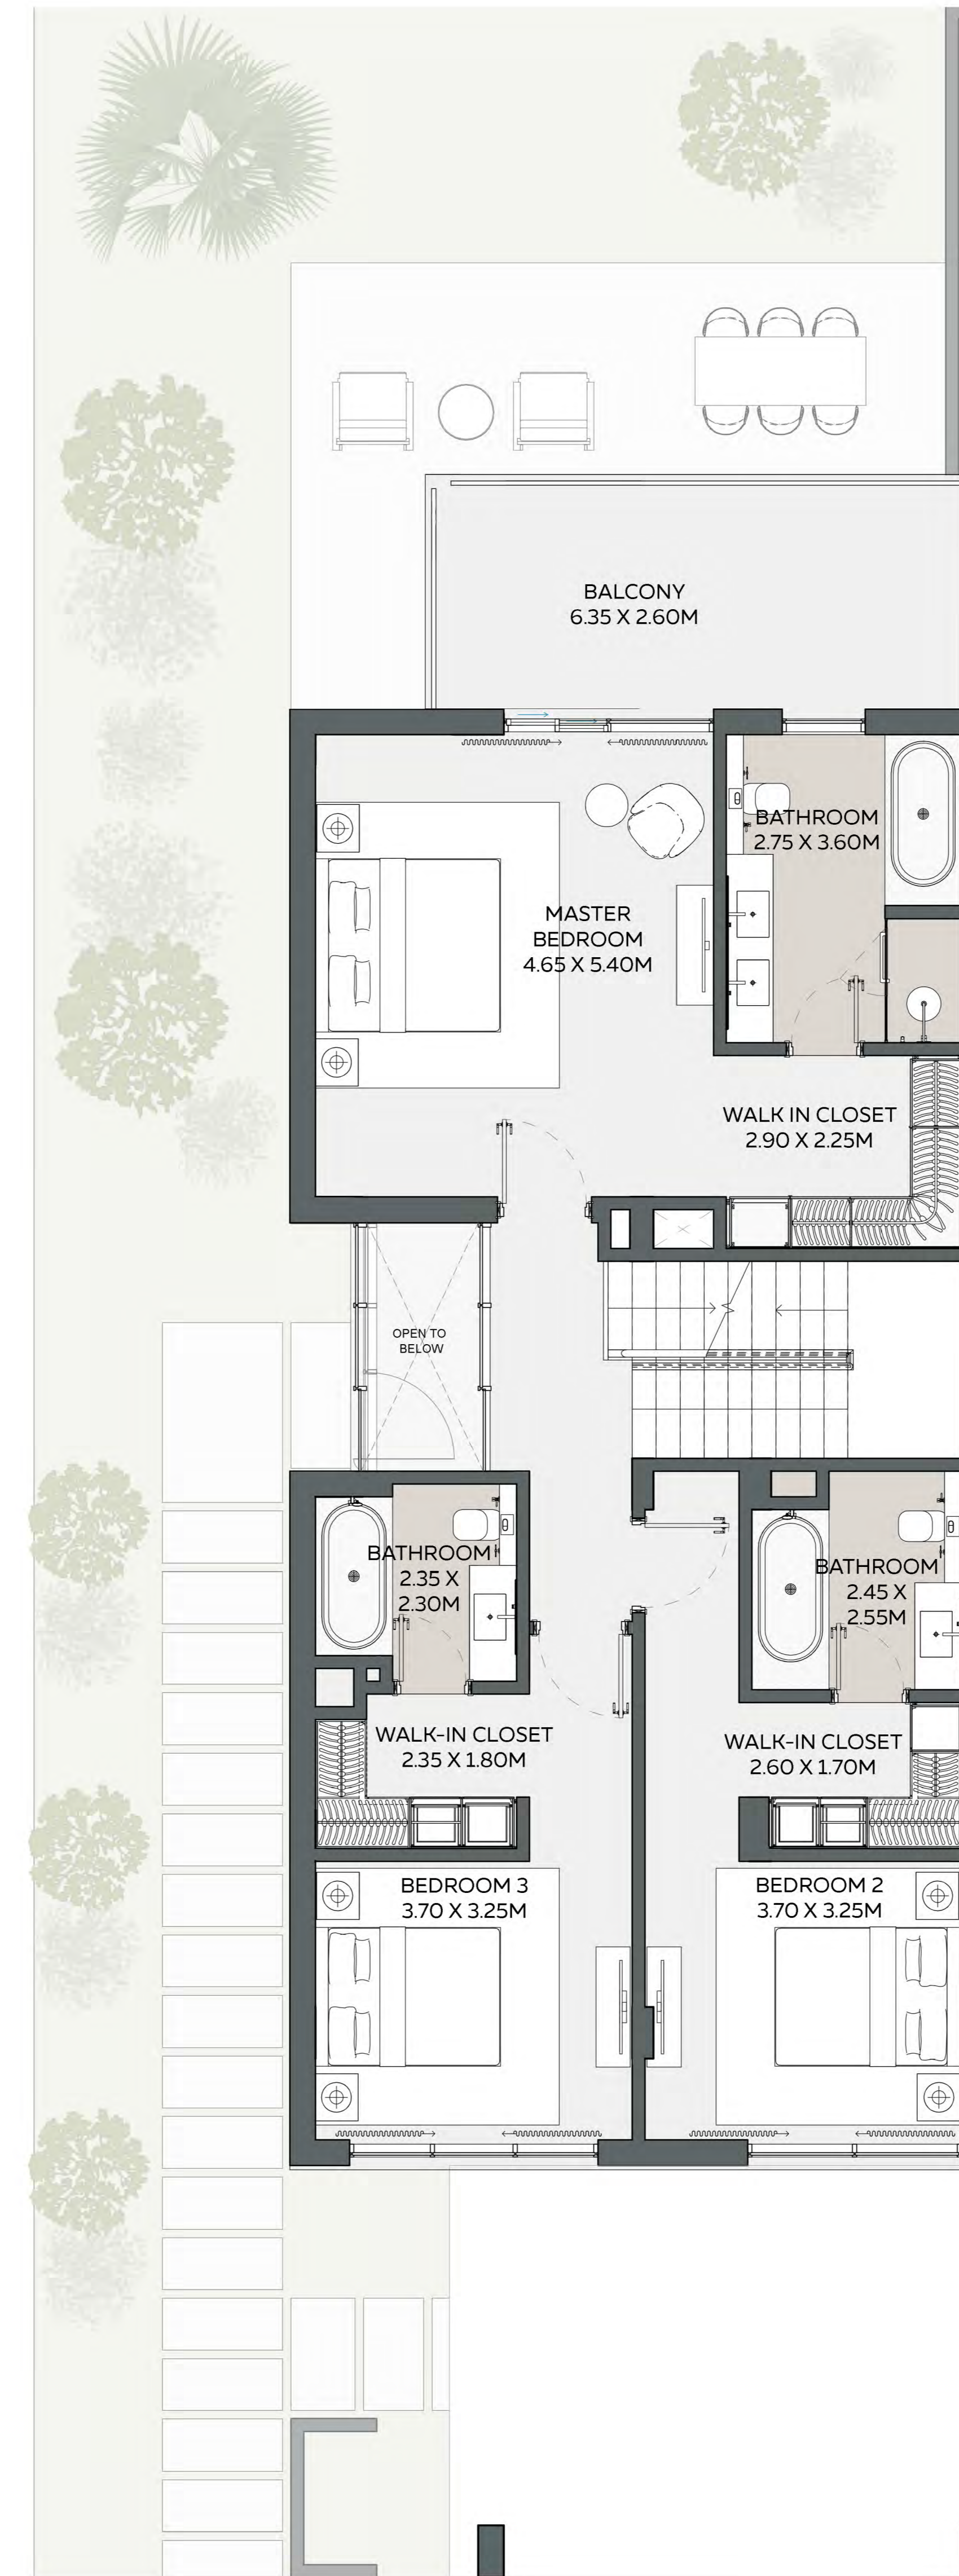 BALCONY
6.35 X 2.60M
BATHROOM
2.75 X 3.60M
MASTER
BEDROOM
4.65 X 5.40M
WALK IN CLOSET
2.90 X 2.25M
OPEN TO
BELOW
BATHROOM
2.35 X
2.30M
BATHROOM
2.45 X
2.55M
WALK-IN CLOSET
2.35 X 1.80M
WALK-IN CLOSET
2.60 X 1.70M
BEDROOM 3
3.70 X 3.25M
BEDROOM 2
3.70 X 3.25M